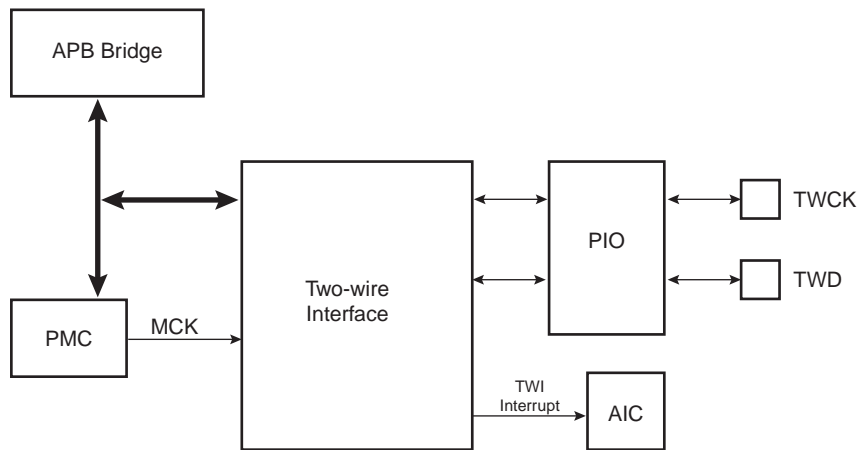 APB Bridge
TWCK
PIO
Two-wire
Interface
TWD
PMC
MCK
TWI
Interrupt
AIC